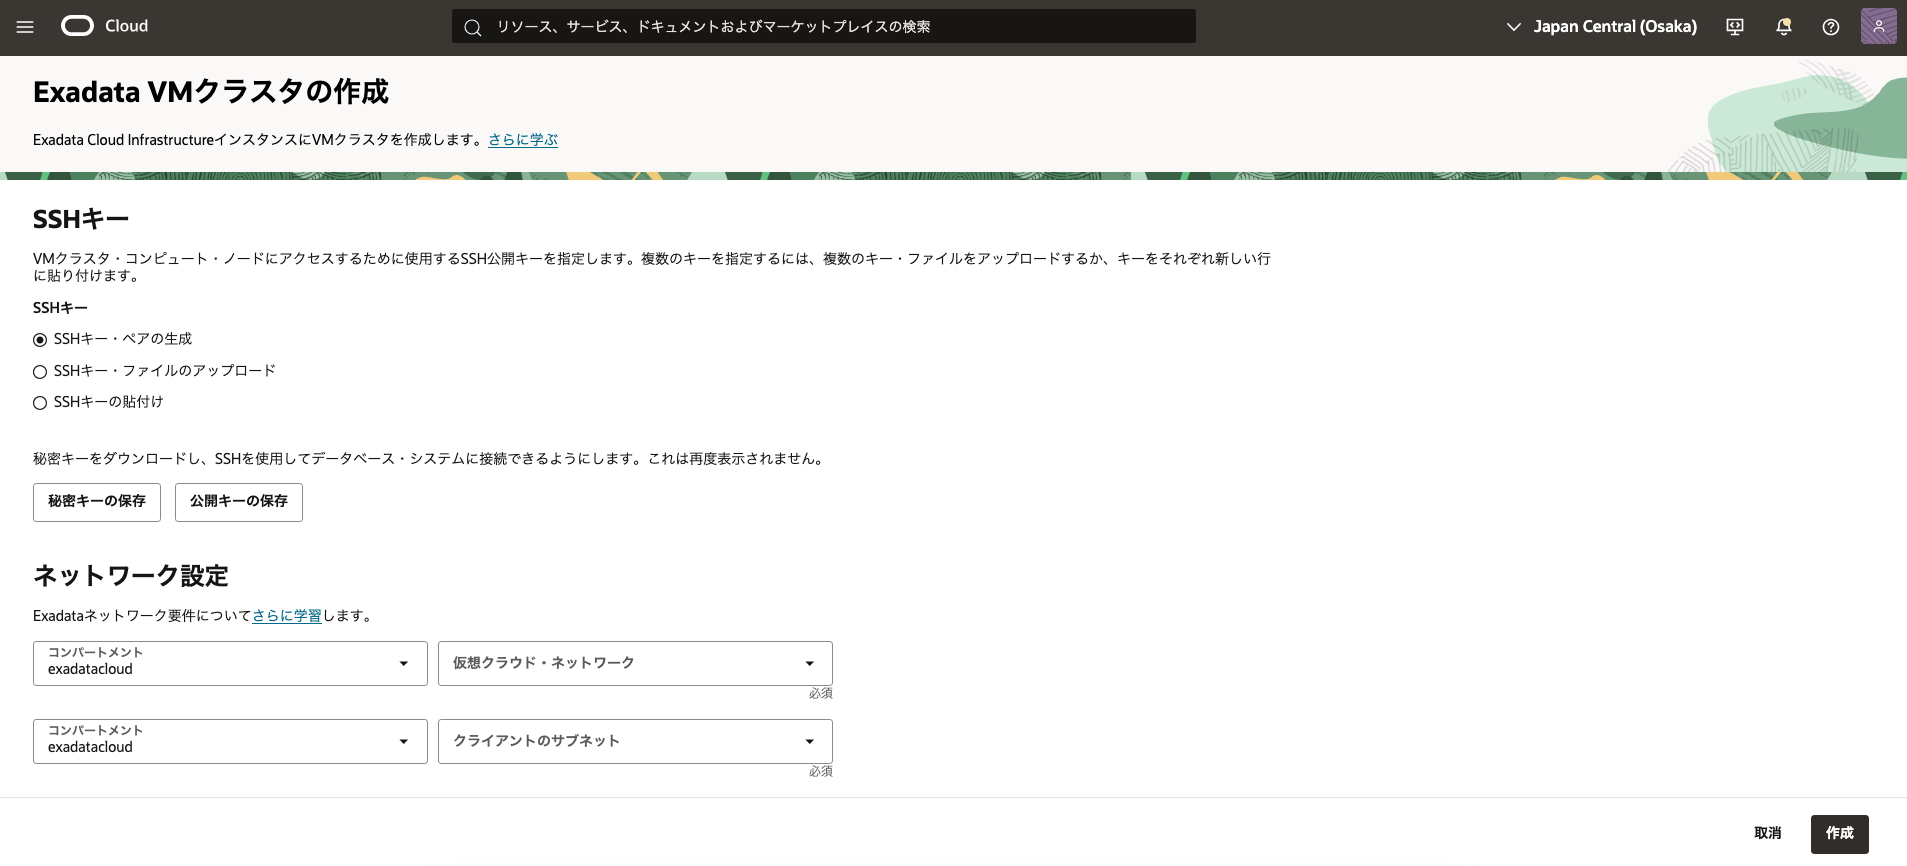 Cloud
リソース、サービス、ドキュメントおよびマーケットプレイスの検索
Japan Central (Osaka)
Exadata VMクラスタの作成
Exadata Cloud InfrastructureインスタンスにVMクラスタを作成します。さらに学ぶ
SSHキー
VMクラスタ・コンピュート・ノードにアクセスするために使用するSSH公開キーを指定します。複数のキーを指定するには、複数のキー・ファイルをアップロードするか、キーをそれぞれ新しい行
に貼り付けます。
SSHキー
SSHキー・ペアの生成
SSHキー・ファイルのアップロード
SSHキーの貼付け
秘密キーをダウンロードし、SSHを使用してデータベース・システムに接続できるようにします。これは再度表示されません。
秘密キーの保存 公開キーの保存
ネットワーク設定
Exadataネットワーク要件についてさらに学習します。
コンパートメント
exadatacloud
仮想クラウド・ネットワーク
必須
コンパートメント
exadatacloud
クライアントのサブネット
必須
取消 作成